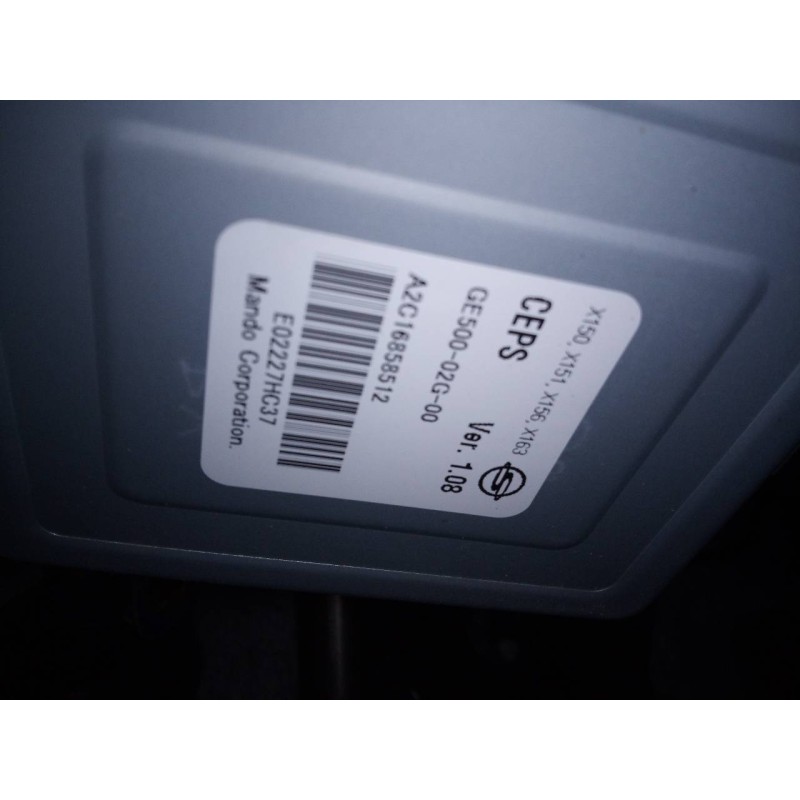 X150, X151, X156, X163
CEPS Ver. 1.08
GE500-02G-00
A2C16858512
E02227HC37
Mando Corporation.